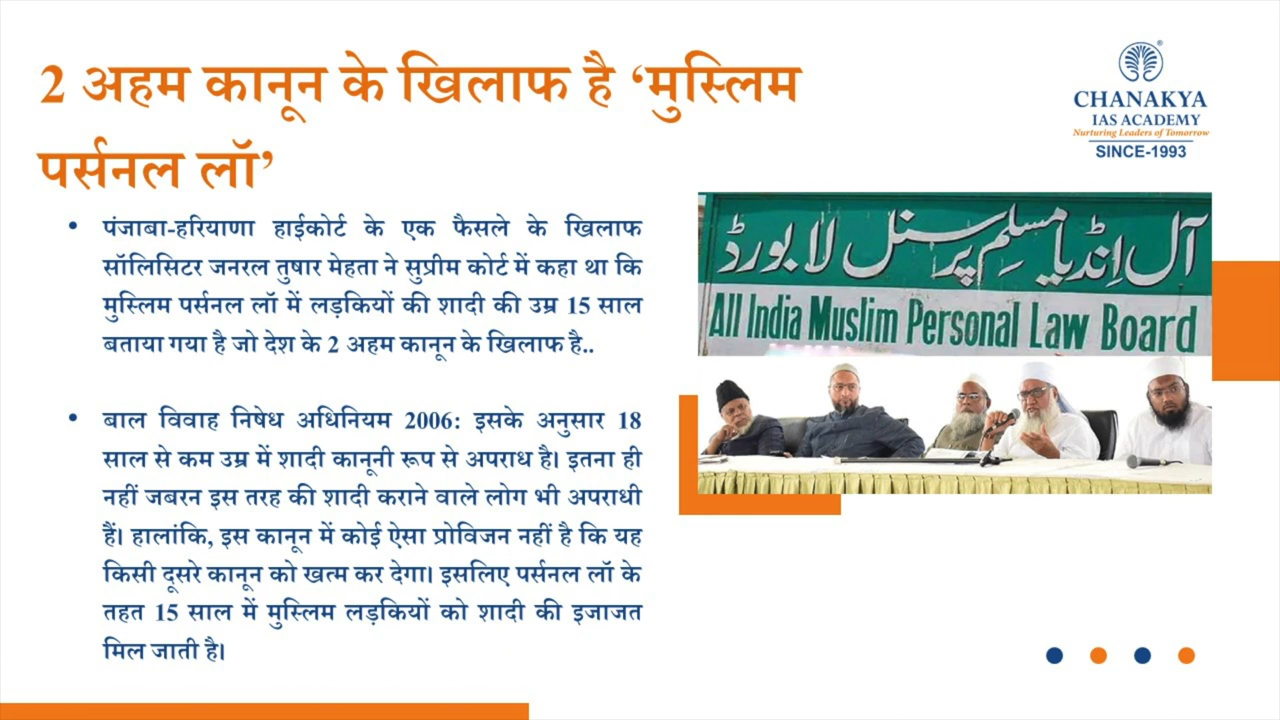 2 अहम कानून के खिलाफ है ‘मुस्लिम
पर्सनल लॉ’
• पंजाबा-हरियाणा हाईकोर्ट के एक फैसले के खिलाफ
सॉलिसिटर जनरल तुषार मेहता ने सुप्रीम कोर्ट में कहा था कि
मुस्लिम पर्सनल लॉ में लड़कियों की शादी की उम्र 15 साल
बताया गया है जो देश के 2 अहम कानून के खिलाफ है..
• बाल विवाह निषेध अधिनियम 2006: इसके अनुसार 18
साल से कम उम्र में शादी कानूनी रूप से अपराध है। इतना ही
नहीं जबरन इस तरह की शादी कराने वाले लोग भी अपराधी
हैं। हालांकि, इस कानून में कोई ऐसा प्रोविजन नहीं है कि यह
किसी दूसरे कानून को खत्म कर देगा। इसलिए पर्सनल लॉ के
तहत 15 साल में मुस्लिम लड़कियों को शादी की इजाजत
मिल जाती है।
®
CHANAKYA
IAS ACADEMY
Nurturing Leaders of Tomorrow
SINCE-1993
آل اِنڈیا مسلِم پرسنل لا بورڈ
All India Muslim Personal Law Board